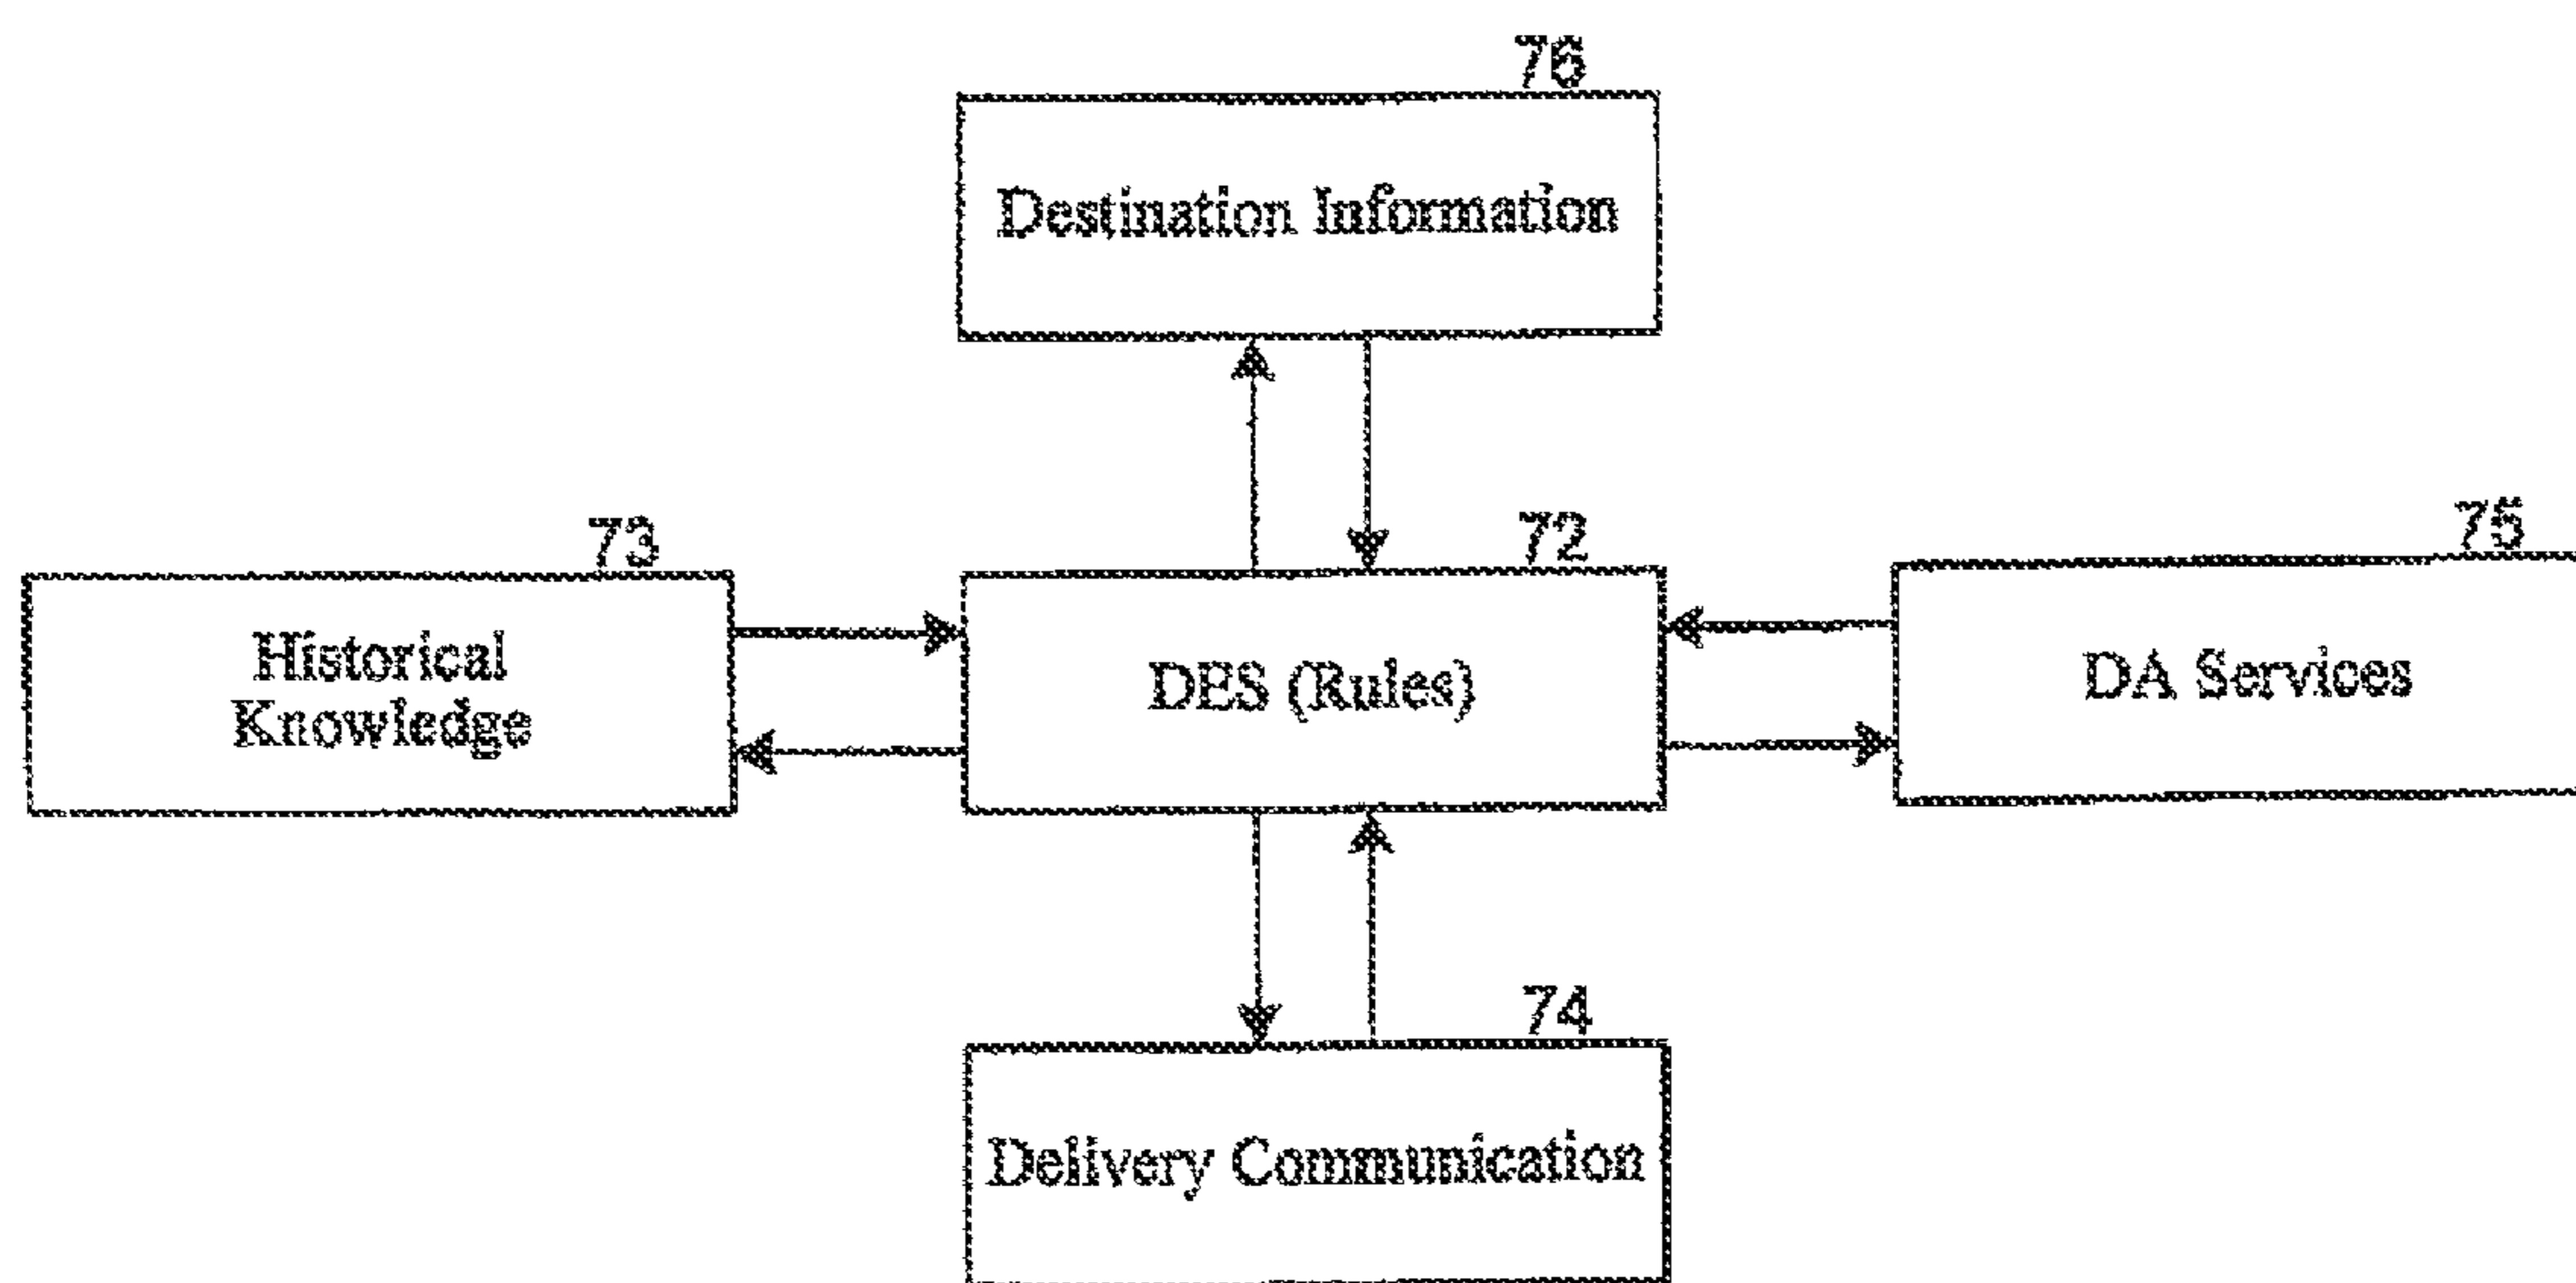 76
Destination Information
73
72
75
Historical
Knowledge
DES (Rules)
DA Services
74
Delivery Communication